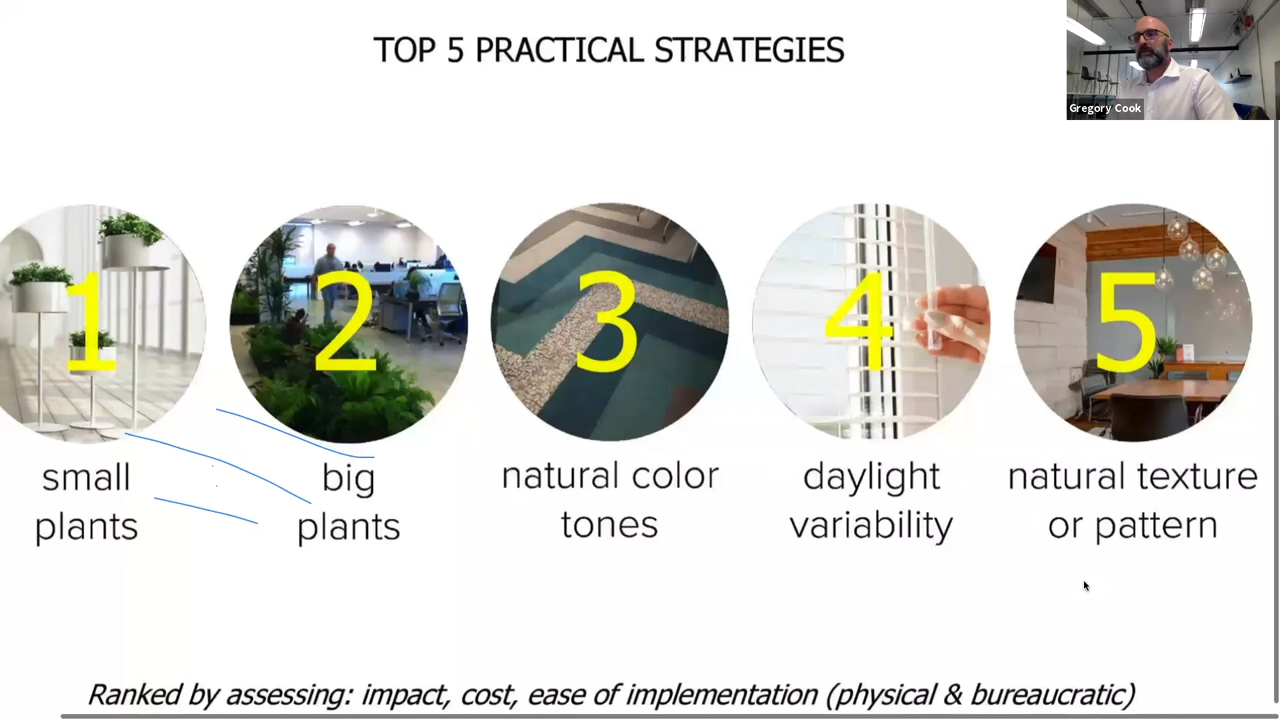 TOP 5 PRACTICAL STRATEGIES
Gregory Cook
1 2 3 4 5
small
plants
big
plants
natural color
tones
daylight
variability
natural texture
or pattern
Ranked by assessing: impact, cost, ease of implementation (physical & bureaucratic)